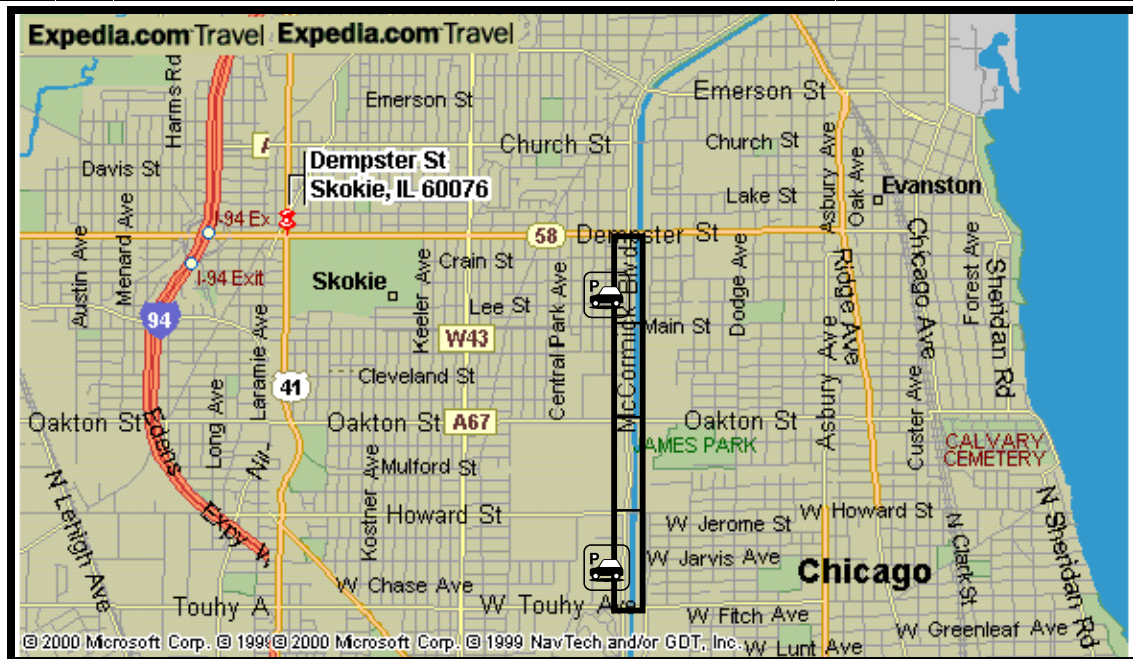 Expedia.com Travel Expedia.com Travel
Harms Rd
Emerson St
Emerson St
Church St
Church St
Davis St
Dempster St
Skokie, IL 60076
Lake St
Asbury Ave
Oak Ave
Evanston
I-94 Ex
58
Dempster St
Austin Ave
Menard Ave
I-94 Exit
Skokie
Crain St
Keeler Ave
Lee St
Central Park Ave
P
McCormick Blvd
Main St
Dodge Ave
Ridge Ave
Chicago Ave
Forest Ave
Sheridan Rd
94
W43
Laramie Ave
Cleveland St
41
Oakton St
Edens
Long Ave
Oakton St
A67
Oakton St
Asbury Ave
Custer Ave
JAMES PARK
CALVARY
CEMETERY
Mulford St
Kostner Ave
N Lehigh Ave
Expy
Howard St
W Jerome St
W Howard St
N Clark St
N Sheridan Rd
P
W Jarvis Ave
Chicago
W Chase Ave
Touhy A
W Touhy Ave
W Fitch Ave
W Greenleaf Ave
W Lunt Ave
© 2000 Microsoft Corp. © 1999 © 2000 Microsoft Corp. © 1999 NavTech and/or GDT, Inc.